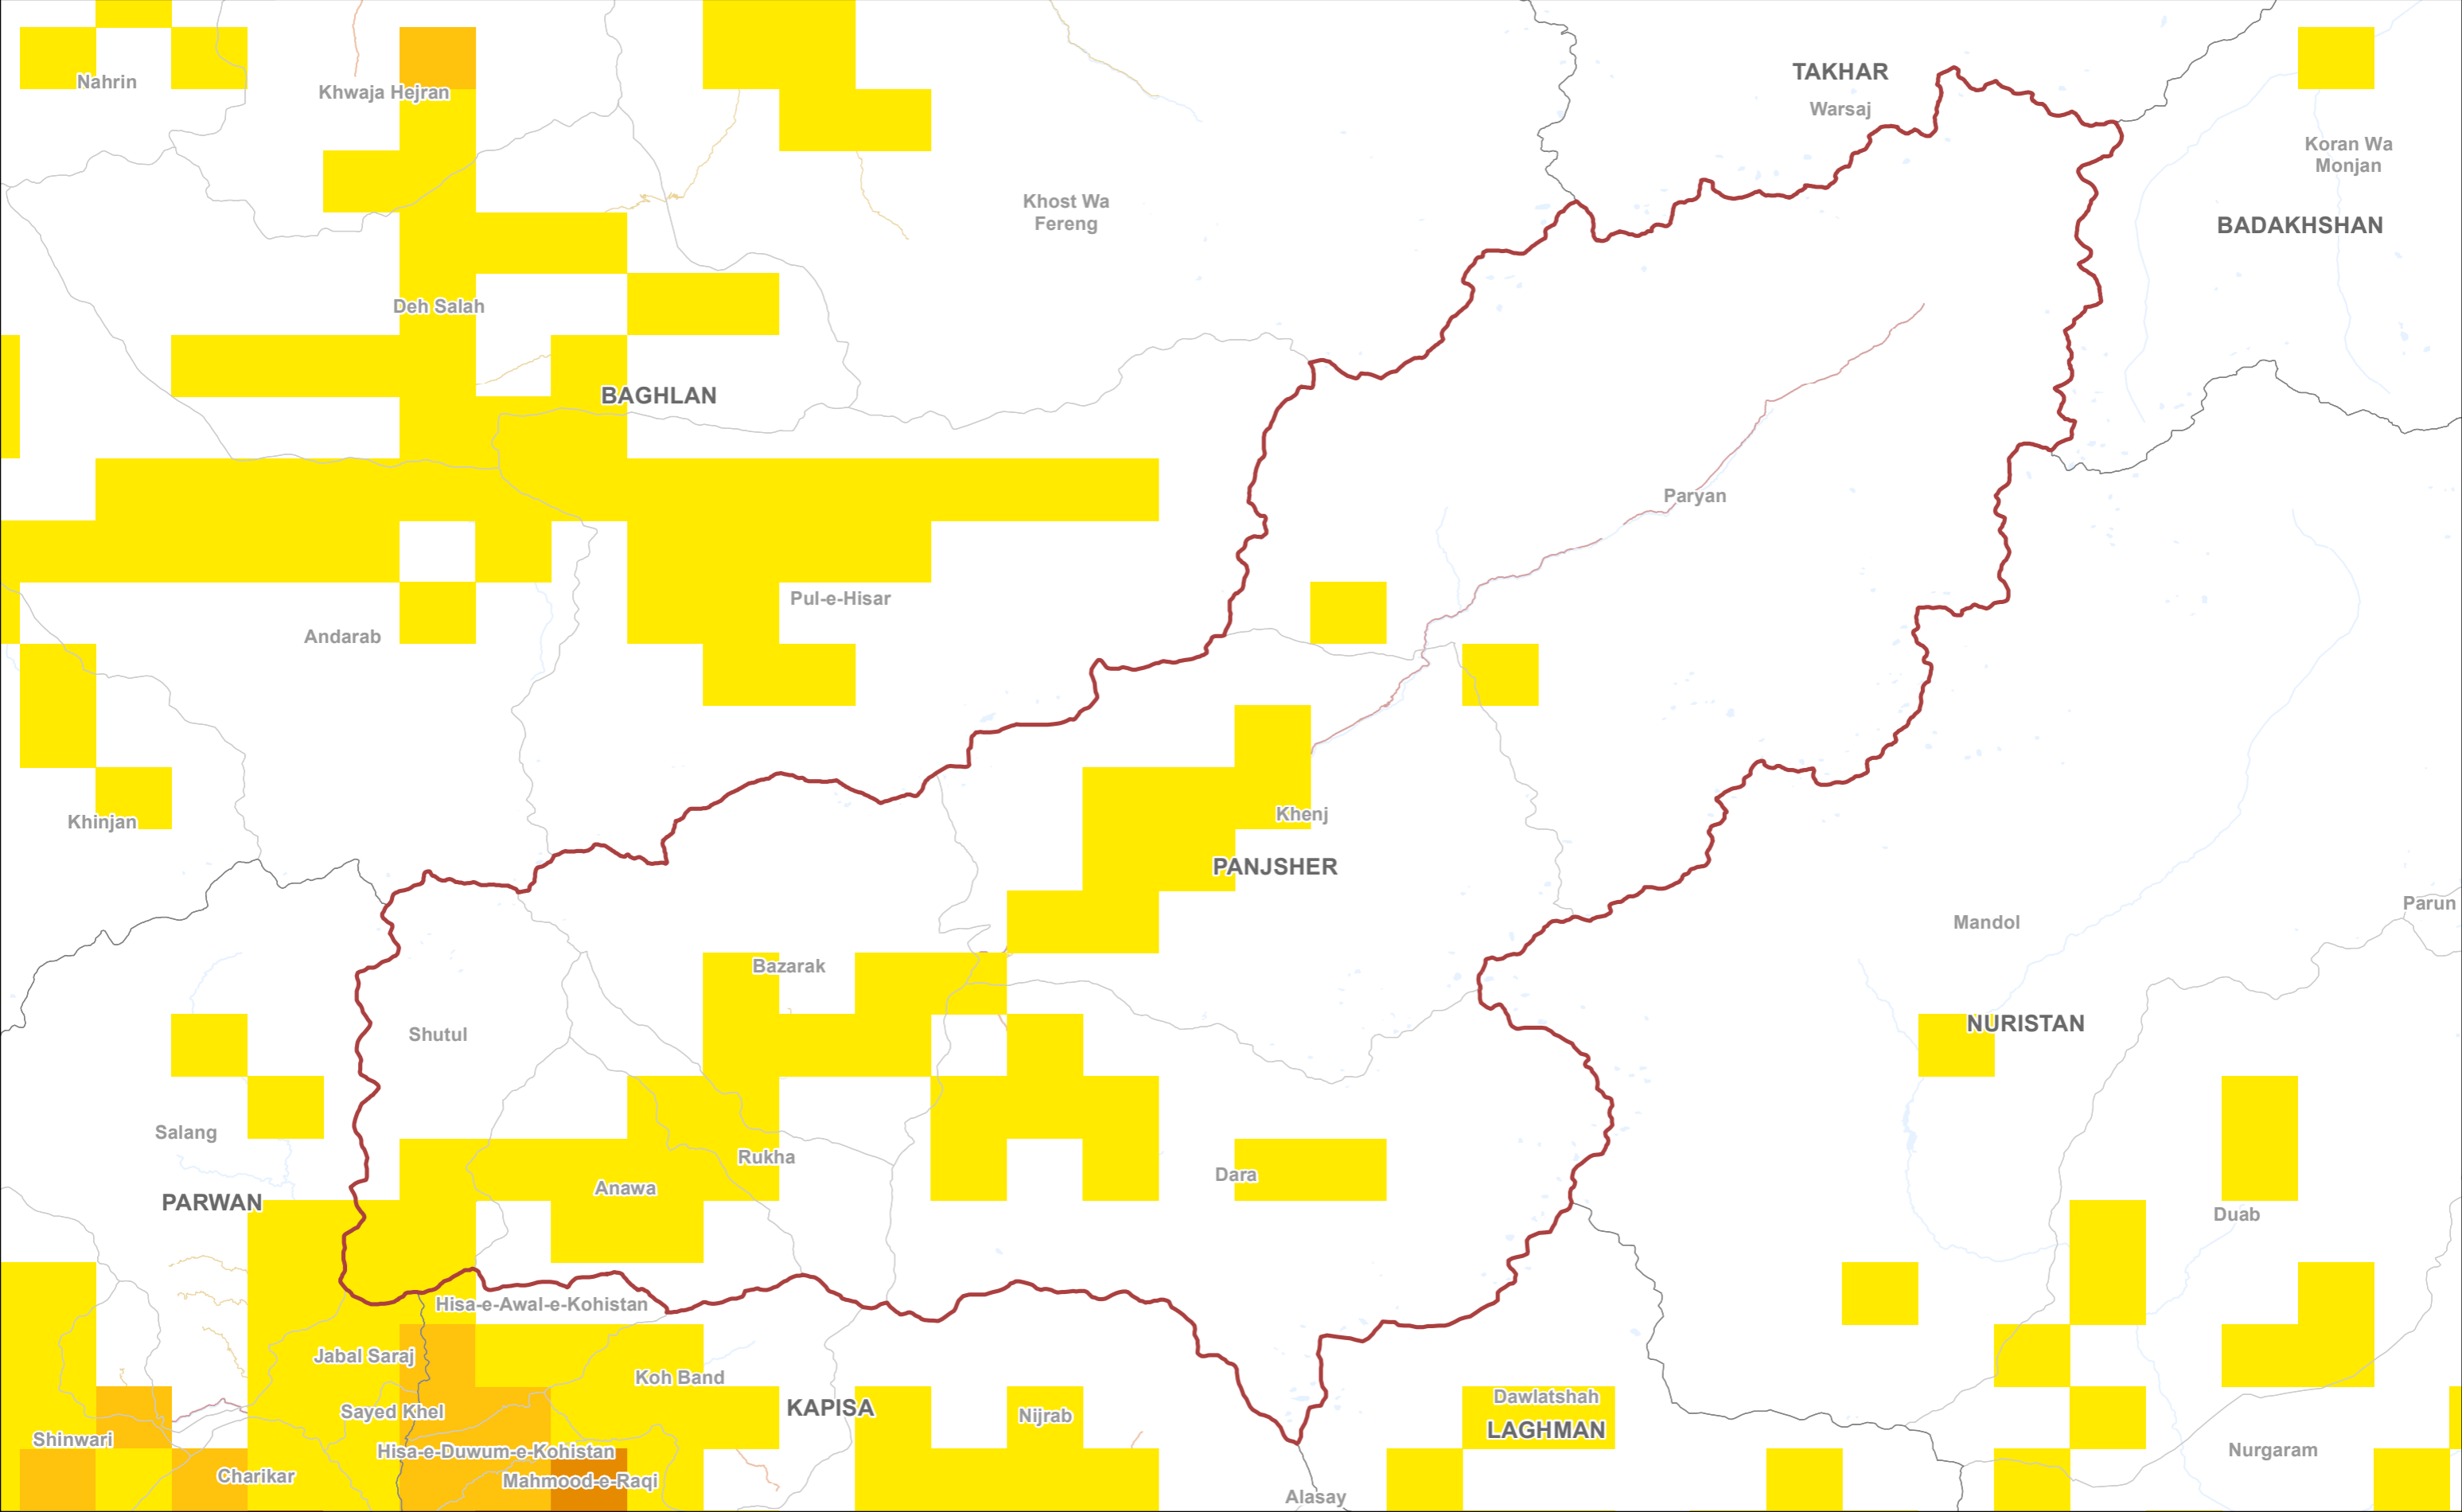 TAKHAR
Nahrin
Khwaja Hejran
Warsaj
Koran Wa
Monjan
Khost Wa
Fereng
BADAKHSHAN
Deh Salah
BAGHLAN
Paryan
Pul-e-Hisar
Andarab
Khenj
Khinjan
PANJSHER
Parun
Mandol
Bazarak
NURISTAN
Shutul
Salang
Rukha
Dara
Anawa
PARWAN
Duab
Hisa-e-Awal-e-Kohistan
Jabal Saraj
Koh Band
Dawlatshah
KAPISA
Sayed Khel
Nijrab
LAGHMAN
Shinwari
Hisa-e-Duwum-e-Kohistan
Nurgaram
Charikar
Mahmood-e-Raqi
Alasay